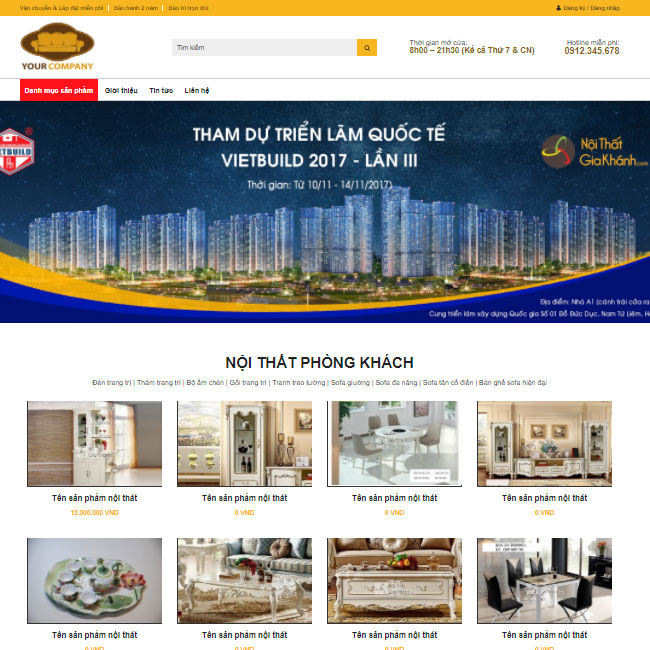 Vận chuyển & Lắp đặt miễn phí | Bảo hành 2 năm | Bảo trì trọn đời
Đăng ký / Đăng nhập
YOUR COMPANY
Tìm kiếm
Thời gian mở cửa:
8h00 – 21h30 (Kể cả Thứ 7 & CN)
Hotline miễn phí:
0912.345.678
Danh mục sản phẩm Giới thiệu Tin tức Liên hệ
THAM DỰ TRIỂN LÃM QUỐC TẾ
VIETBUILD 2017 - LẦN III
Thời gian: Từ 10/11 - 14/11/2017)
ETBUILD
Nội Thất
Gia Khánh.com
Địa điểm: Nhà A1 (cánh trái cửa ra
Cung triển lãm xây dựng Quốc gia Số 01 Đỗ Đức Dục, Nam Từ Liêm, H
NỘI THẤT PHÒNG KHÁCH
Đèn trang trí | Thảm trang trí | Bộ ấm chén | Gối trang trí | Tranh treo tường | Sofa giường | Sofa đa năng | Sofa tân cổ điển | Bàn ghế sofa hiện đại
Tên sản phẩm nội thất
12.000.000 VND
Tên sản phẩm nội thất
0 VND
Tên sản phẩm nội thất
0 VND
Tên sản phẩm nội thất
0 VND
Tên sản phẩm nội thất
0 VND
Tên sản phẩm nội thất
0 VND
Tên sản phẩm nội thất
0 VND
Tên sản phẩm nội thất
0 VND